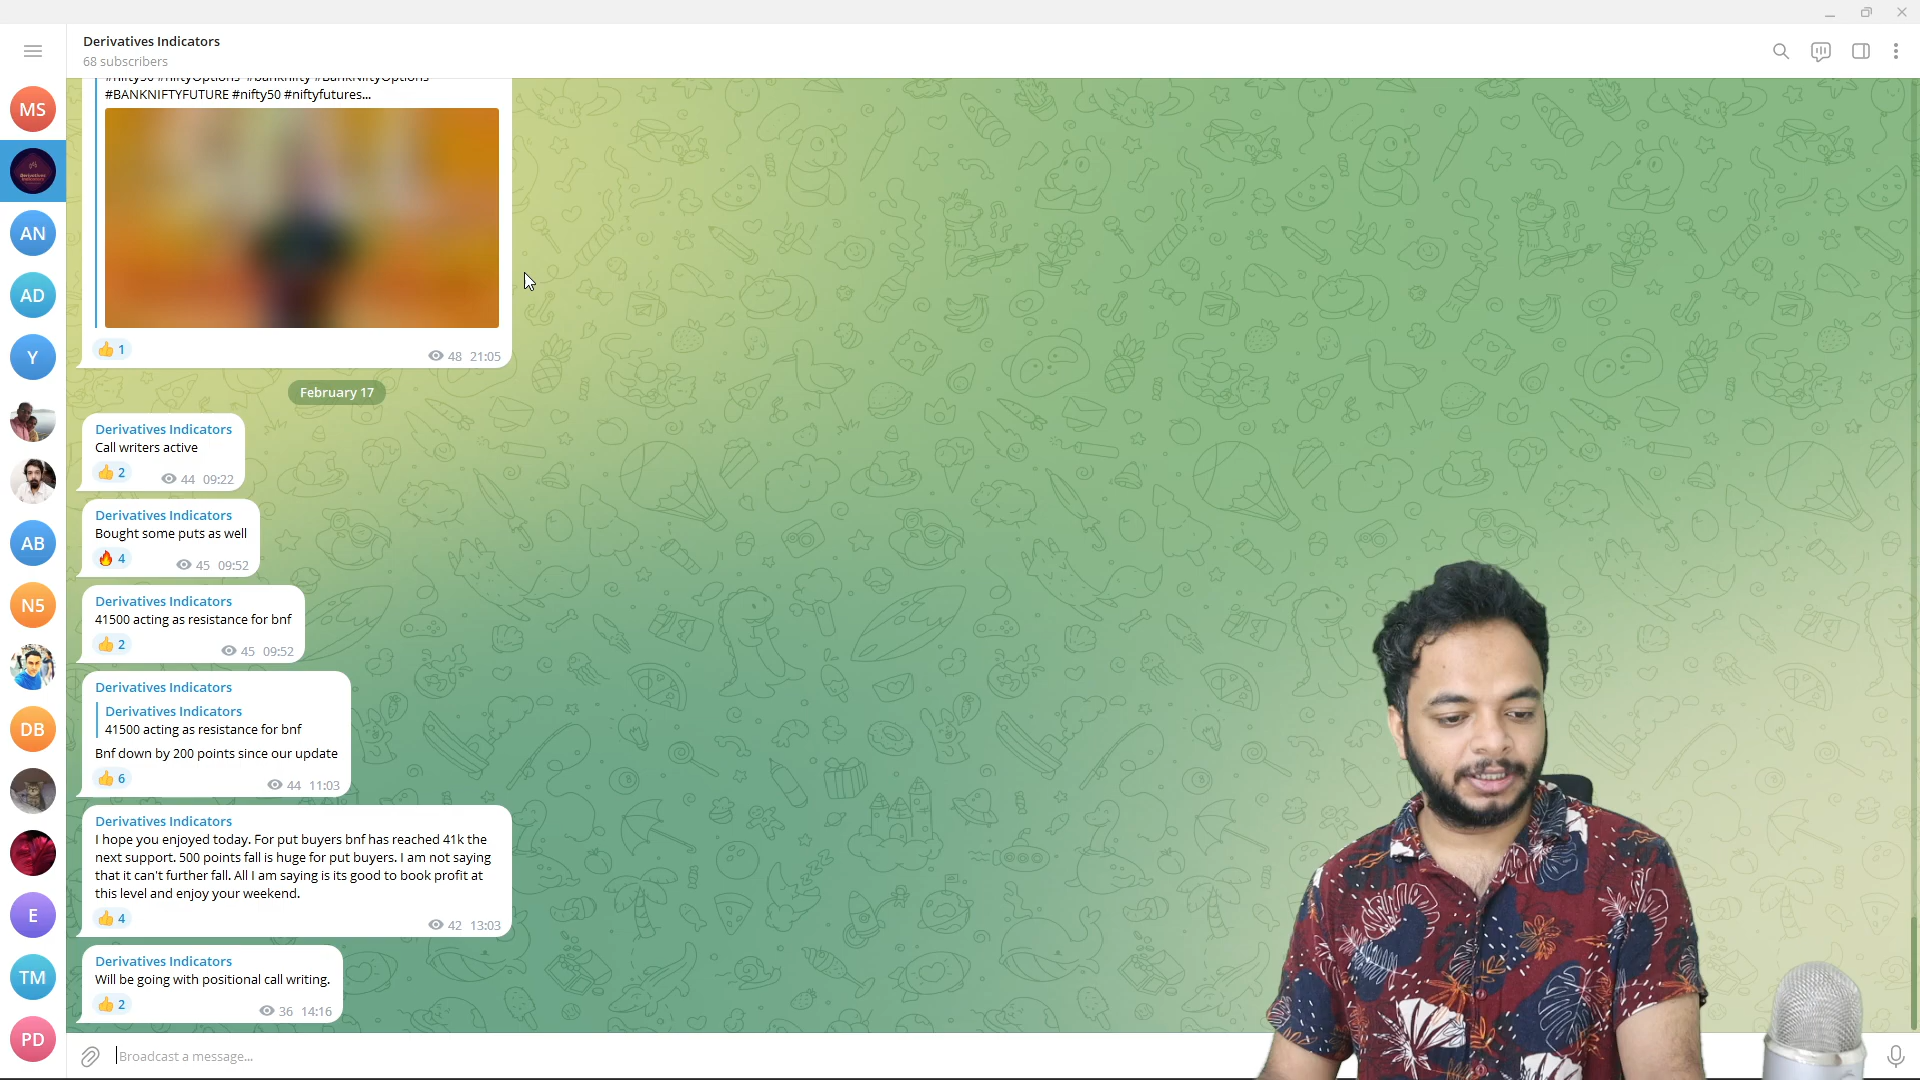 Derivatives Indicators
68 subscribers
#nifty50 #niftyOptions #banknifty #BankNiftyOptions
#BANKNIFTYFUTURE #nifty50 #niftyfutures...
👍 1
48 21:05
February 17
Derivatives Indicators
Call writers active
👍 2
44 09:22
Derivatives Indicators
Bought some puts as well
🔥 4
45 09:52
Derivatives Indicators
41500 acting as resistance for bnf
👍 2
45 09:52
Derivatives Indicators
Derivatives Indicators
41500 acting as resistance for bnf
Bnf down by 200 points since our update
👍 6
44 11:03
Derivatives Indicators
I hope you enjoyed today. For put buyers bnf has reached 41k the
next support. 500 points fall is huge for put buyers. I am not saying
that it can't further fall. All I am saying is its good to book profit at
this level and enjoy your weekend.
👍 4
42 13:03
Derivatives Indicators
Will be going with positional call writing.
👍 2
36 14:16
Broadcast a message...
MS
Derivatives
Indicators
AN
AD
Y
AB
N5
DB
E
TM
PD